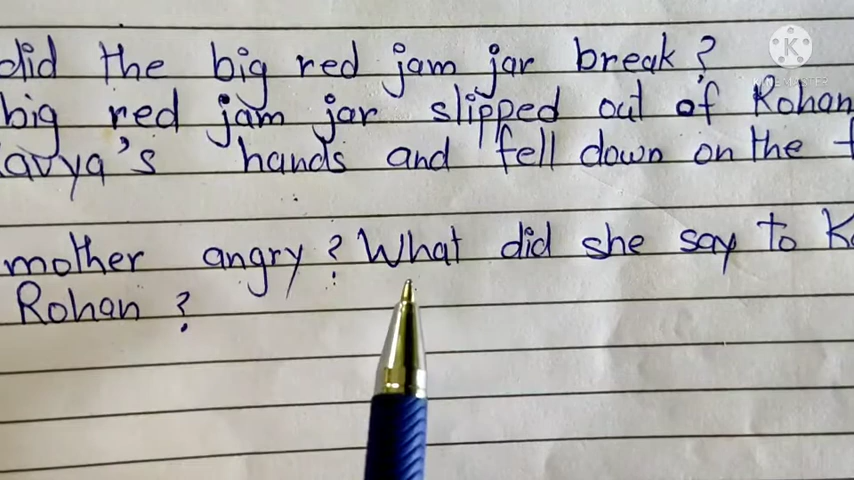 did the big red jam jar break?
big red jam jar slipped out of Rohan
avya's hands and fell down on the
mother angry? What did she say to
Rohan?